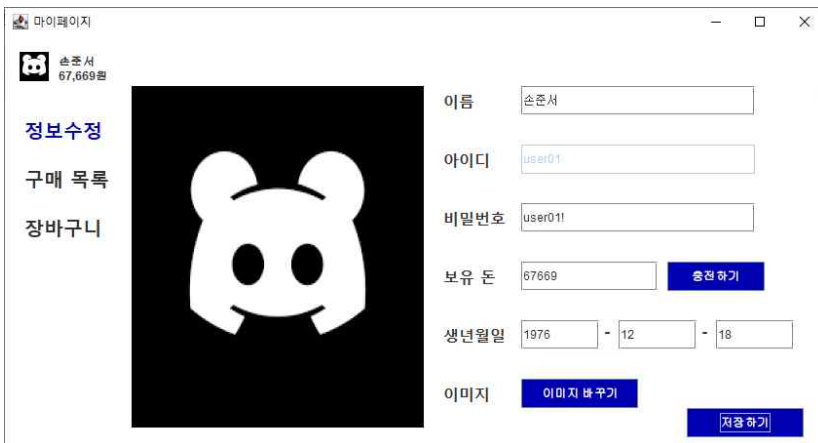 마이페이지
손준서
67,669원
정보수정
구매 목록
장바구니
이름 손준서
아이디 user01
비밀번호 user01!
보유 돈 67669 충전하기
생년월일 1976 - 12 - 18
이미지 이미지 바꾸기
저장하기